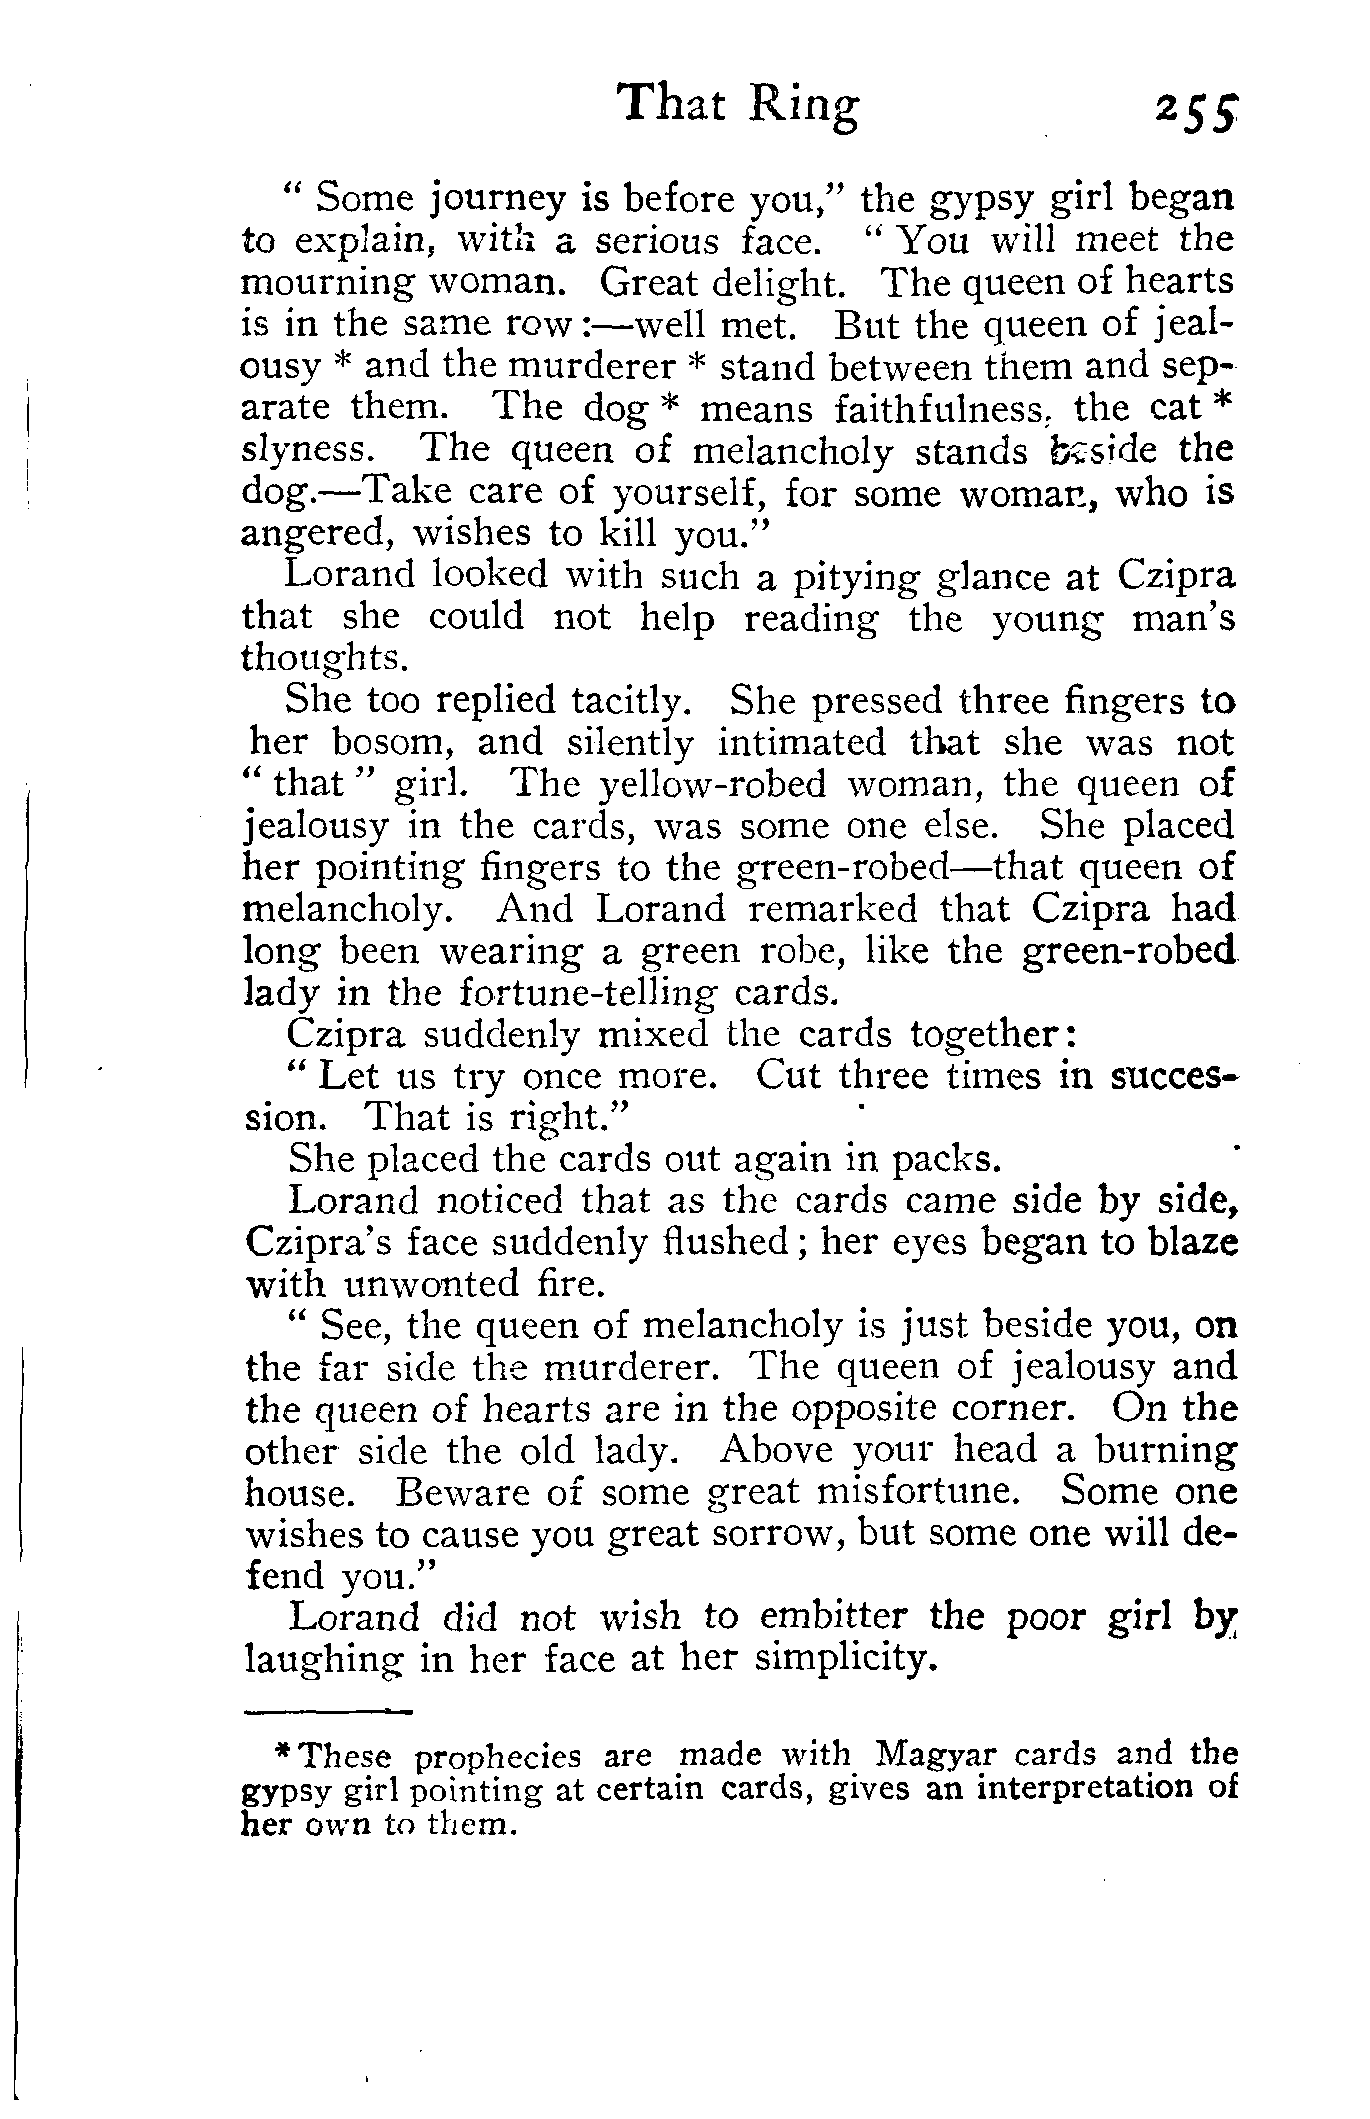 That Ring 255
" Some journey is before you," the gypsy girl began
to explain, with a serious face. " You will meet the
mourning woman. Great delight. The queen of hearts
is in the same row :—well met. But the queen of jeal-
ousy * and the murderer * stand between them and sep-
arate them. The dog * means faithfulness, the cat *
slyness. The queen of melancholy stands beside the
dog.—Take care of yourself, for some woman, who is
angered, wishes to kill you."
Lorand looked with such a pitying glance at Czipra
that she could not help reading the young man's
thoughts.
She too replied tacitly. She pressed three fingers to
her bosom, and silently intimated that she was not
" that " girl. The yellow-robed woman, the queen of
jealousy in the cards, was some one else. She placed
her pointing fingers to the green-robed—that queen of
melancholy. And Lorand remarked that Czipra had
long been wearing a green robe, like the green-robed
lady in the fortune-telling cards.
Czipra suddenly mixed the cards together:
" Let us try once more. Cut three times in succes-
sion. That is right."
She placed the cards out again in packs.
Lorand noticed that as the cards came side by side,
Czipra's face suddenly flushed ; her eyes began to blaze
with unwonted fire.
" See, the queen of melancholy is just beside you, on
the far side the murderer. The queen of jealousy and
the queen of hearts are in the opposite corner. On the
other side the old lady. Above your head a burning
house. Beware of some great misfortune. Some one
wishes to cause you great sorrow, but some one will de-
fend you."
Lorand did not wish to embitter the poor girl by
laughing in her face at her simplicity.
* These prophecies are made with Magyar cards and the
gypsy girl pointing at certain cards, gives an interpretation of
her own to them.